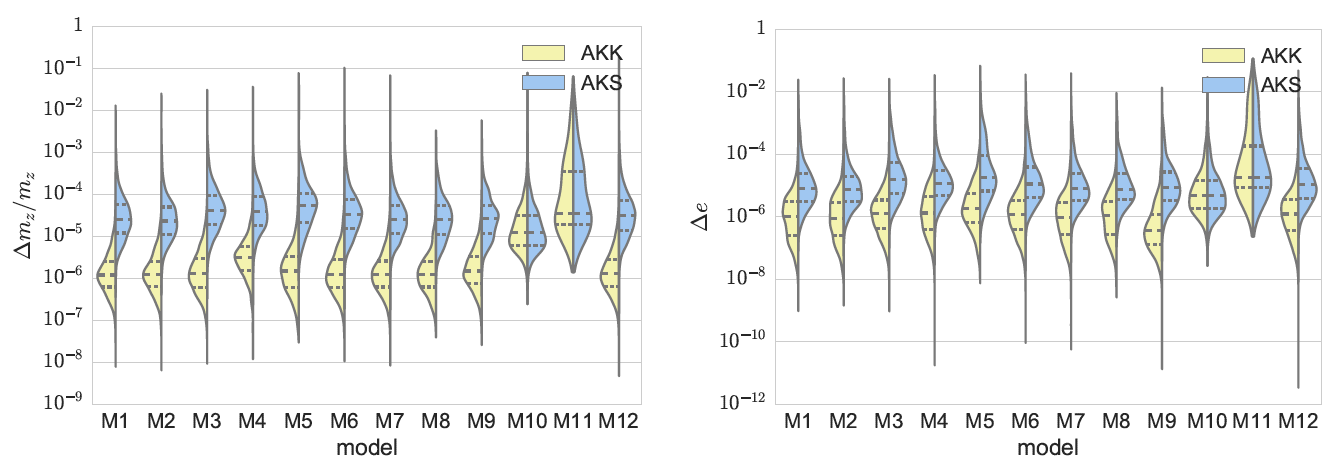 1
10⁻¹
10⁻²
10⁻³
10⁻⁴
10⁻⁵
10⁻⁶
10⁻⁷
10⁻⁸
10⁻⁹
Δm_z/m_z
AKK
AKS
M1 M2 M3 M4 M5 M6 M7 M8 M9 M10 M11 M12
model
1
10⁻²
10⁻⁴
10⁻⁶
10⁻⁸
10⁻¹⁰
10⁻¹²
Δe
AKK
AKS
M1 M2 M3 M4 M5 M6 M7 M8 M9 M10 M11 M12
model